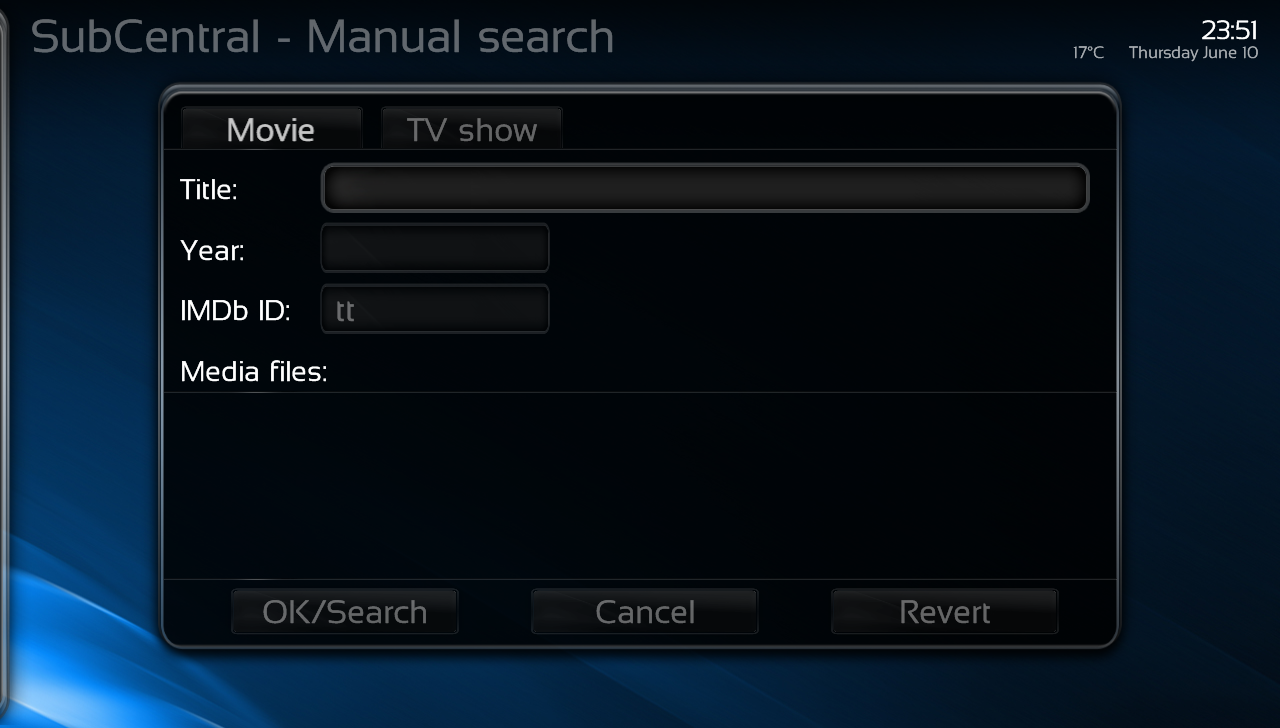 SubCentral - Manual search
23:51
17°C Thursday June 10
Movie TV show
Title:
Year:
IMDb ID: tt
Media files:
OK/Search Cancel Revert